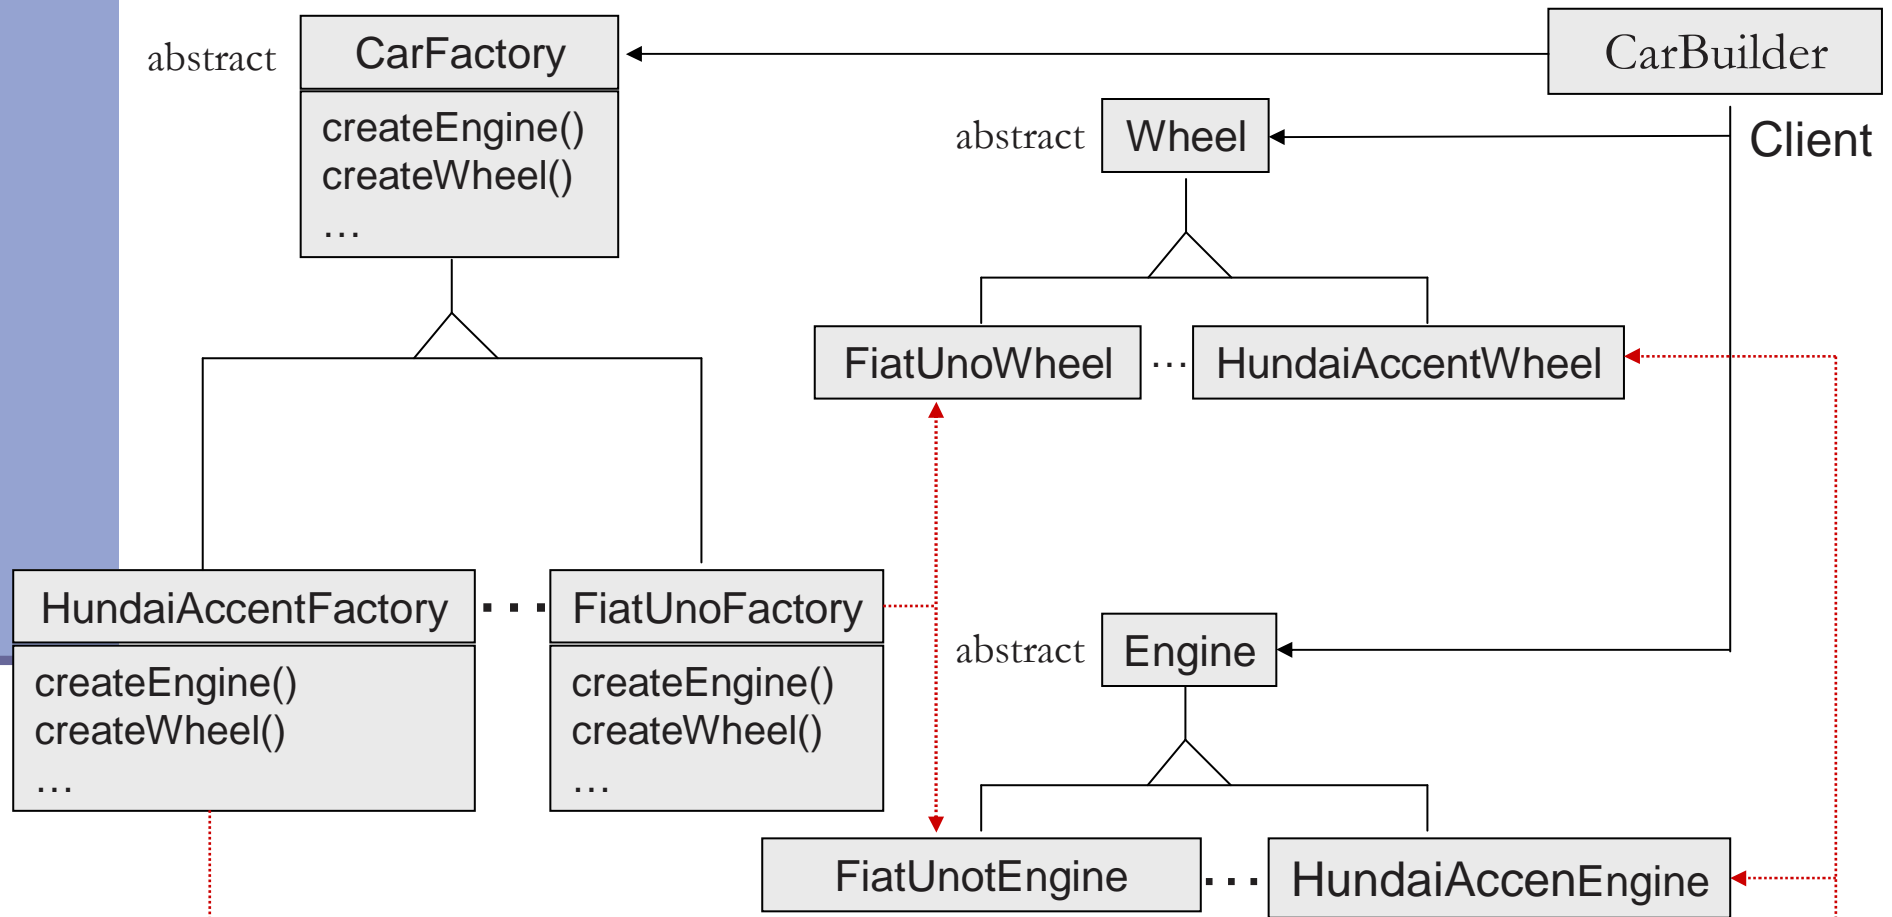 abstract
CarFactory
createEngine()
createWheel()
…
CarBuilder
Client
abstract
Wheel
FiatUnoWheel
…
HundaiAccentWheel
HundaiAccentFactory
createEngine()
createWheel()
…
...
FiatUnoFactory
createEngine()
createWheel()
…
abstract
Engine
FiatUnotEngine
...
HundaiAccenEngine